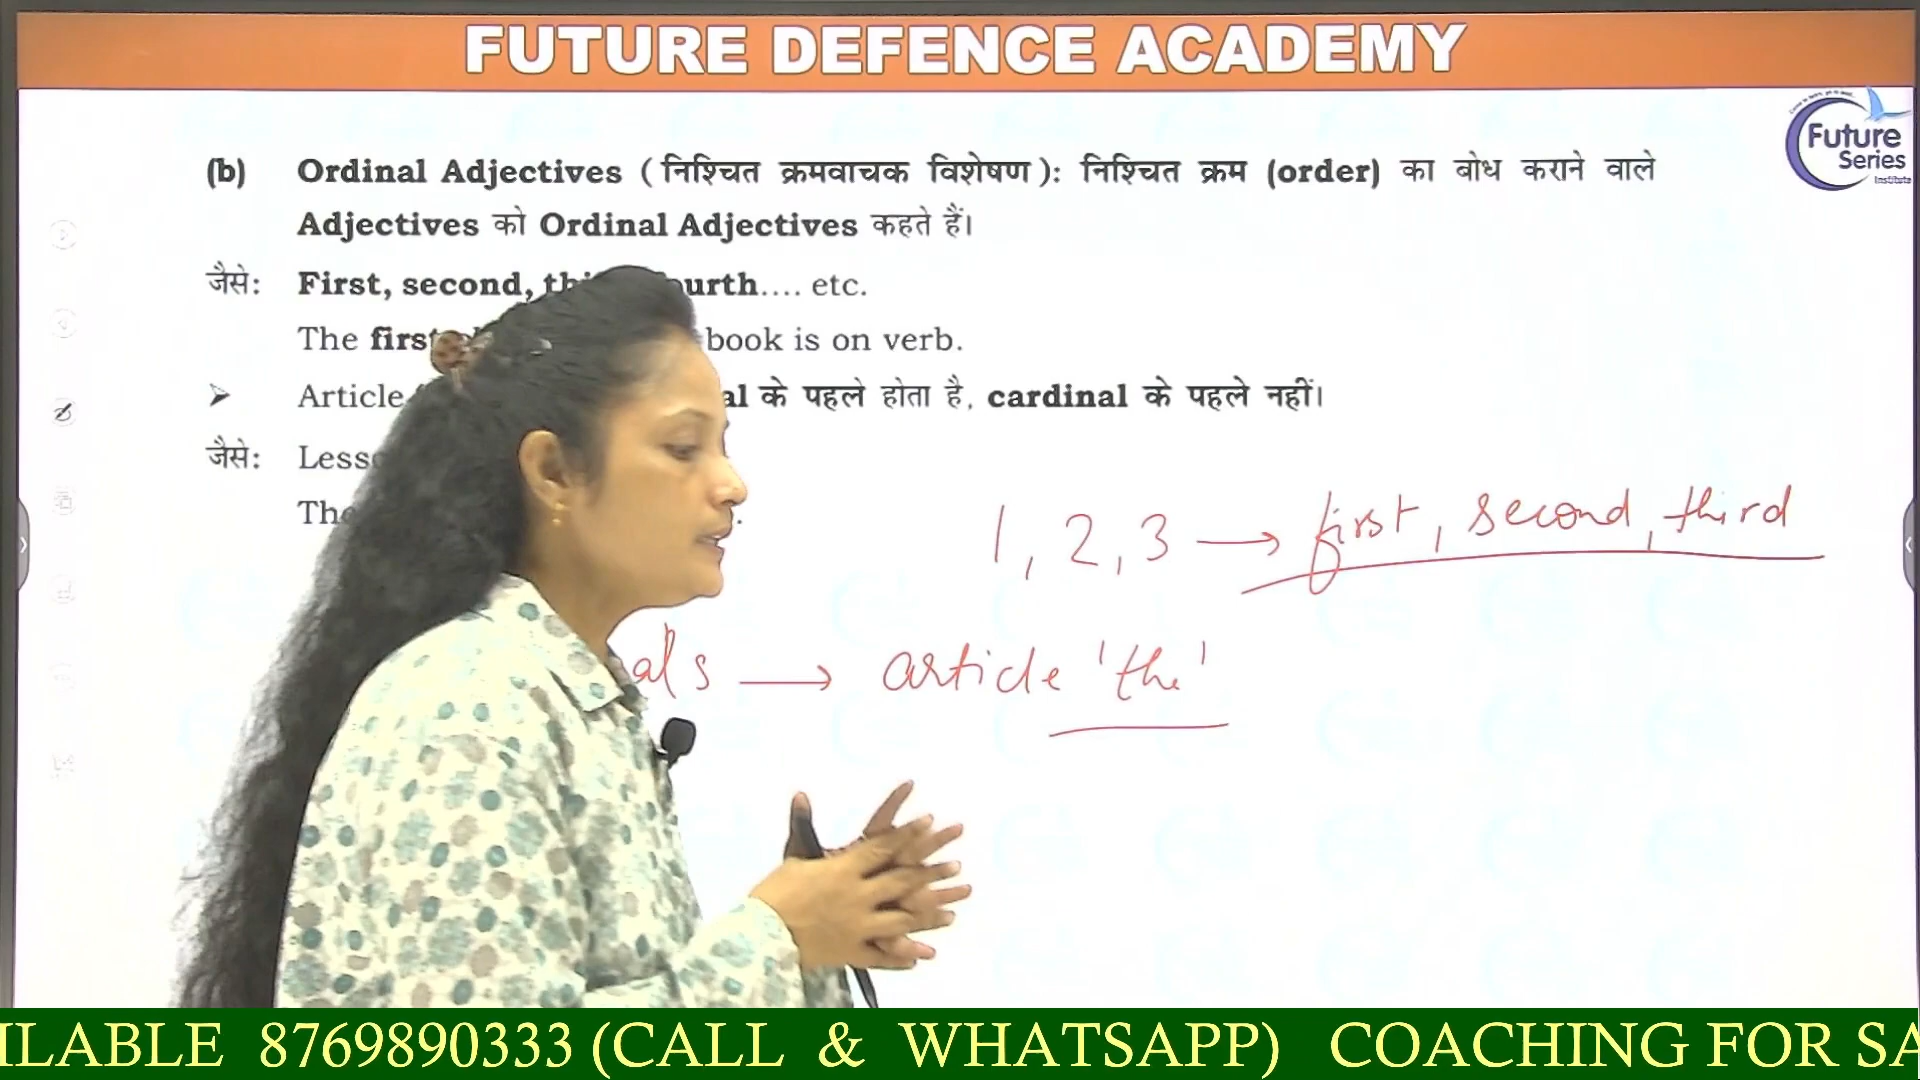 FUTURE DEFENCE ACADEMY
Future
Series
Institute
(b) Ordinal Adjectives (निश्चित क्रमवाचक विशेषण): निश्चित क्रम (order) का बोध कराने वाले
Adjectives को Ordinal Adjectives कहते हैं।
जैसे: First, second, .... etc.
The first book is on verb.
➢ Article के पहले होता है, cardinal के पहले नहीं।
जैसे:
1, 2, 3 → first, second, third
→ article 'the'
ILABLE 8769890333 (CALL & WHATSAPP) COACHING FOR SA